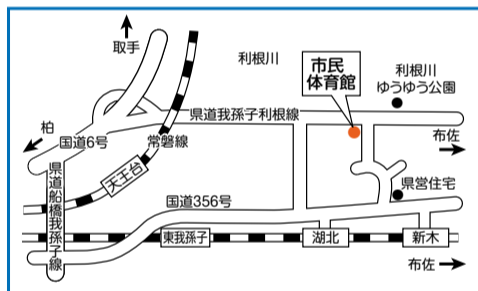 取手
利根川
市民
体育館
利根川
ゆうゆう公園
県道我孫子利根線
柏
国道6号
常磐線
布佐
天王台
県道船橋我孫子線
国道356号
県営住宅
東我孫子
湖北
新木
布佐